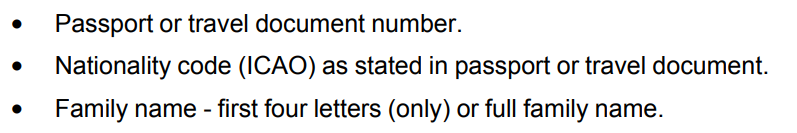 • Passport or travel document number.
• Nationality code (ICAO) as stated in passport or travel document.
• Family name - first four letters (only) or full family name.